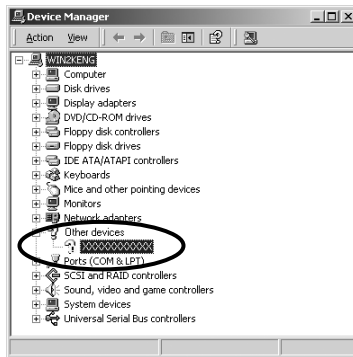 Device Manager
Action View
WIN2KENG
Computer
Disk drives
Display adapters
DVD/CD-ROM drives
Floppy disk controllers
Floppy disk drives
IDE ATA/ATAPI controllers
Keyboards
Mice and other pointing devices
Monitors
Network adapters
Other devices
XXXXXXXXXXX
Ports (COM & LPT)
SCSI and RAID controllers
Sound, video and game controllers
System devices
Universal Serial Bus controllers